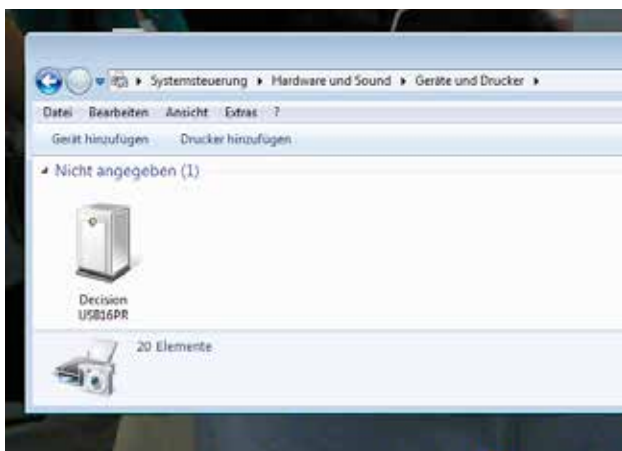 Systemsteuerung ▸ Hardware und Sound ▸ Geräte und Drucker ▸
Datei Bearbeiten Ansicht Extras ?
Gerät hinzufügen Drucker hinzufügen
Nicht angegeben (1)
Decision
USB16PR
20 Elemente